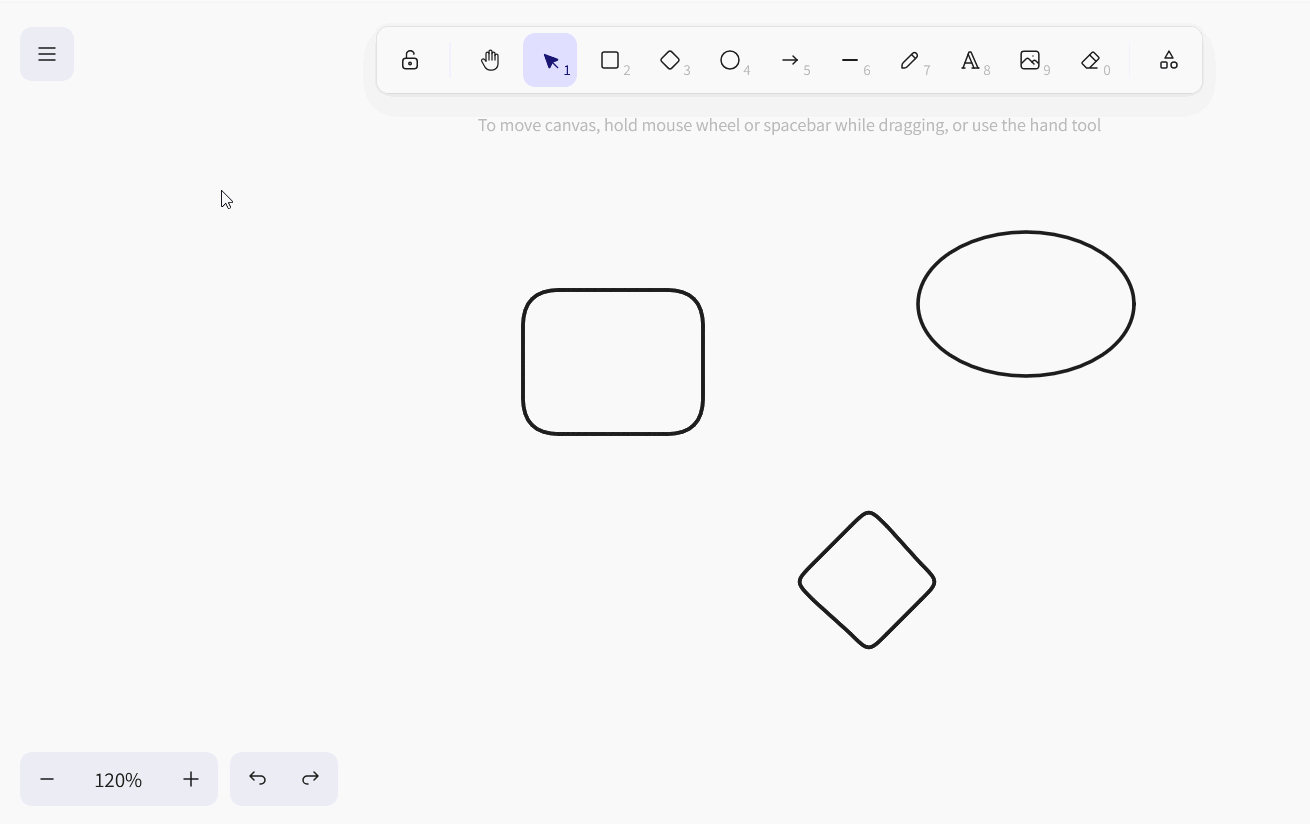 1 2 3 4 5 6 7 8 9 0
To move canvas, hold mouse wheel or spacebar while dragging, or use the hand tool
120%